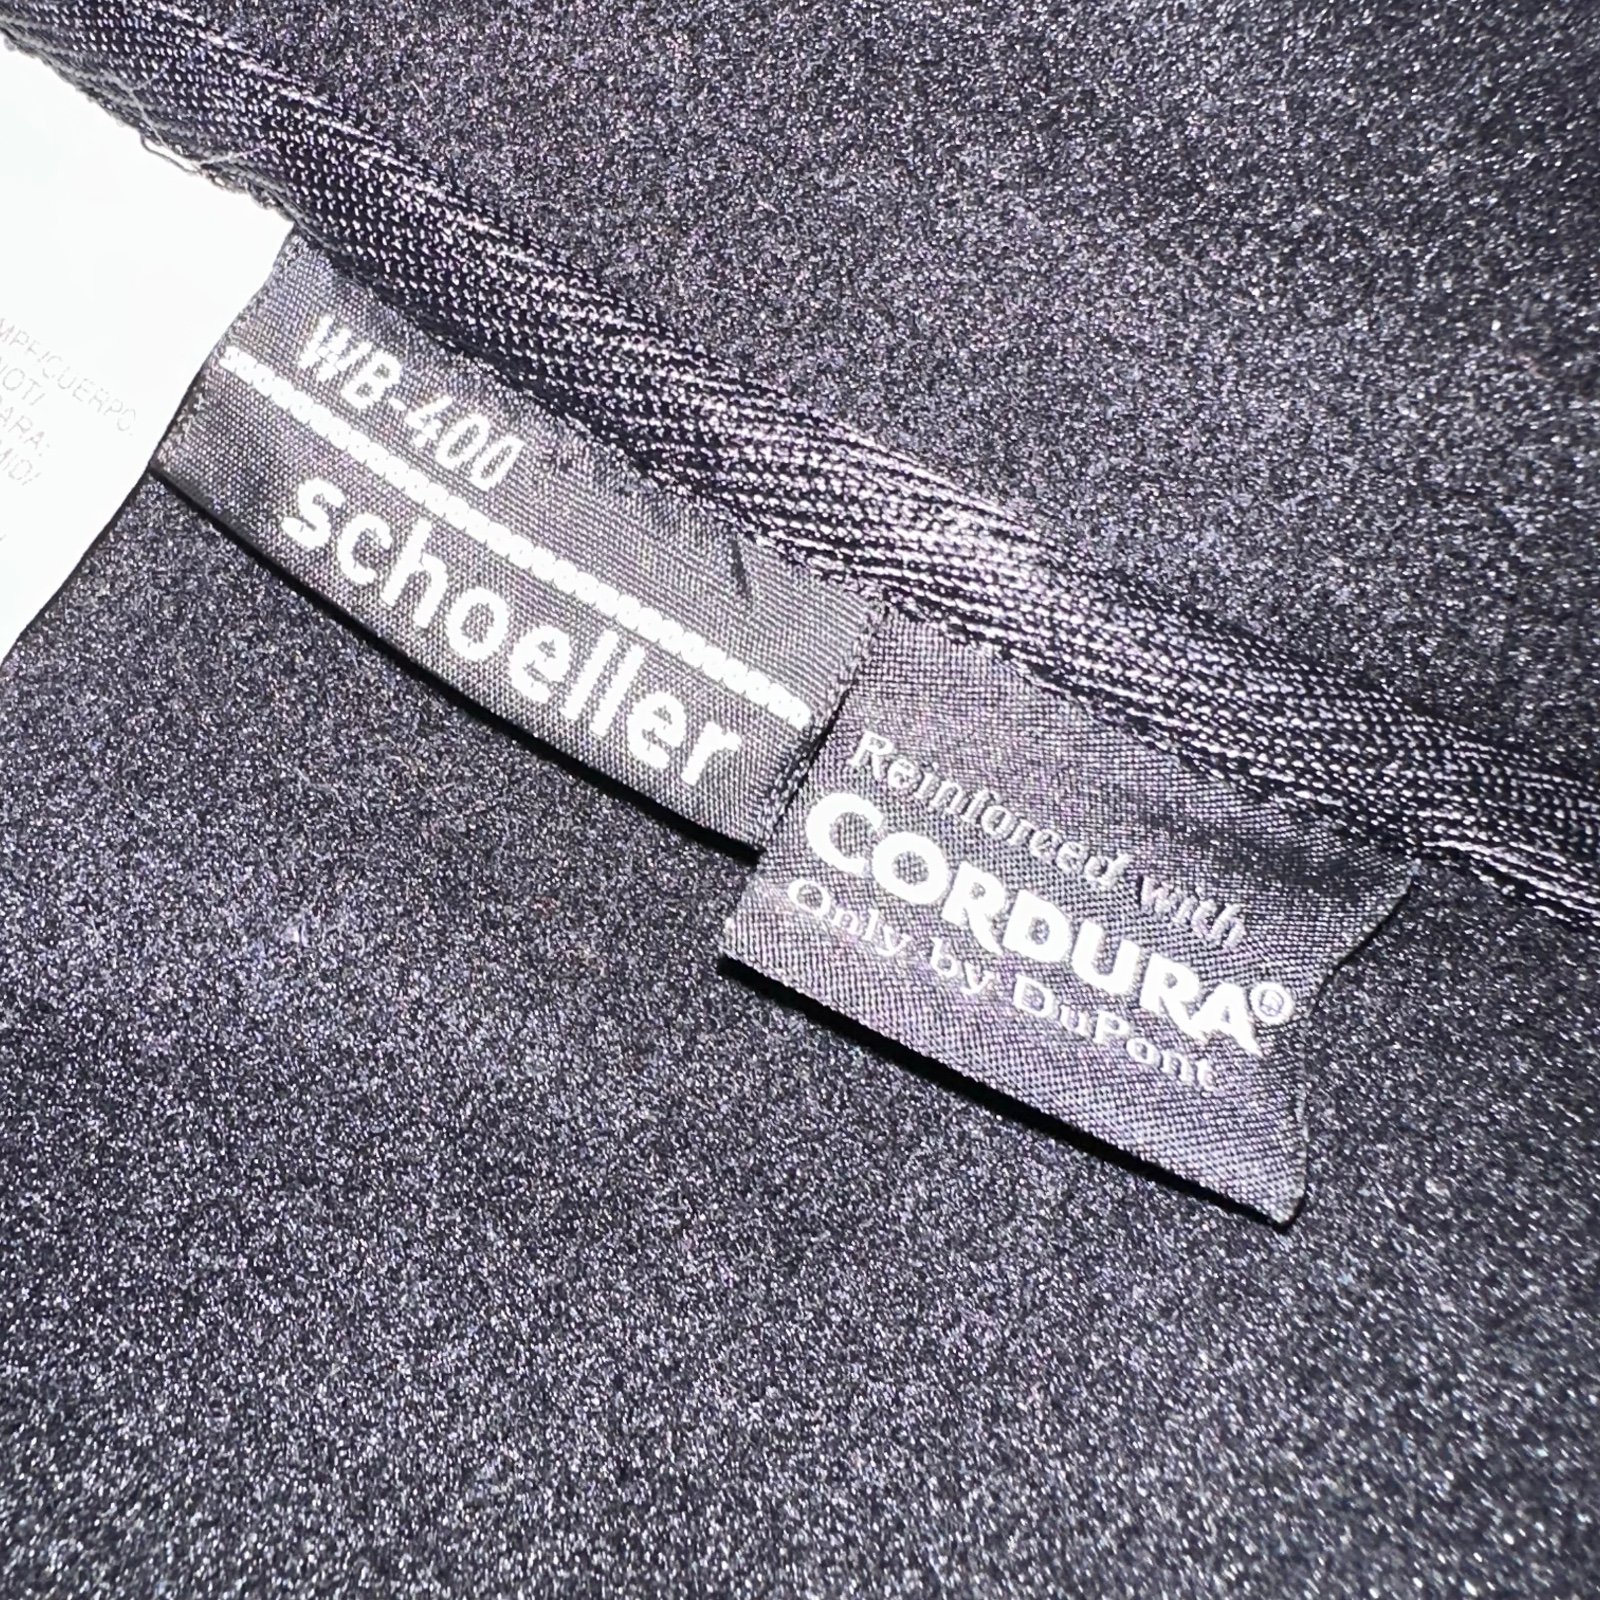 WB-400
schoeller
Reinforced with
CORDURA®
Only by DuPont